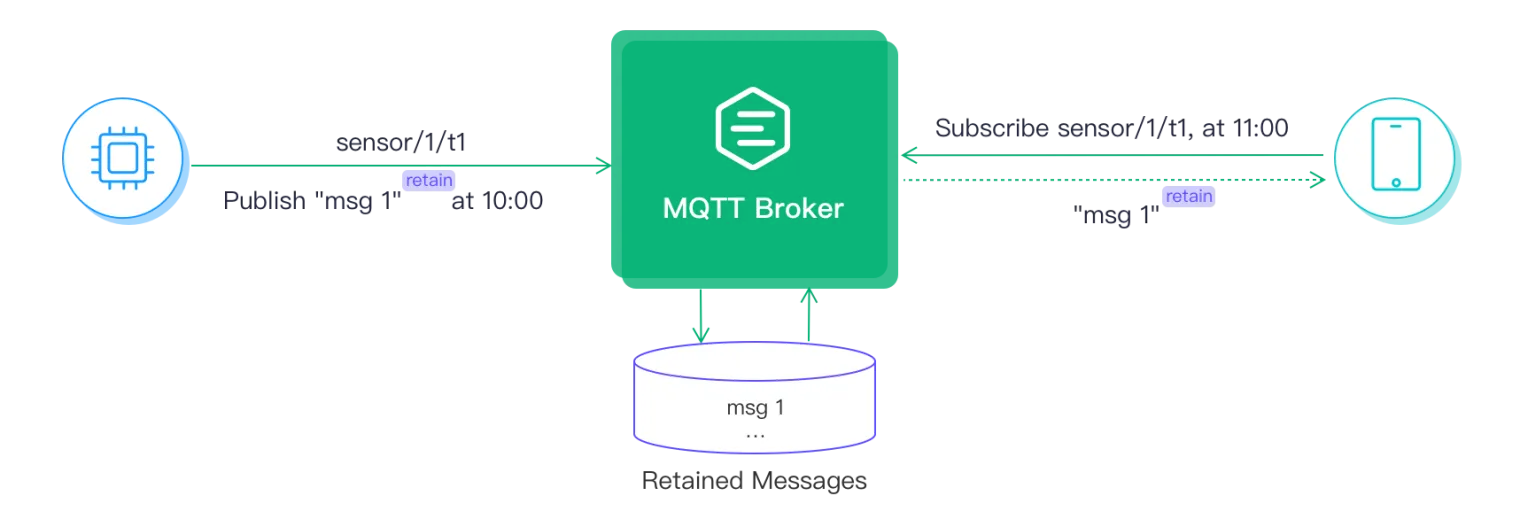 sensor/1/t1
Publish "msg 1" retain at 10:00
MQTT Broker
Subscribe sensor/1/t1, at 11:00
"msg 1" retain
msg 1
...
Retained Messages